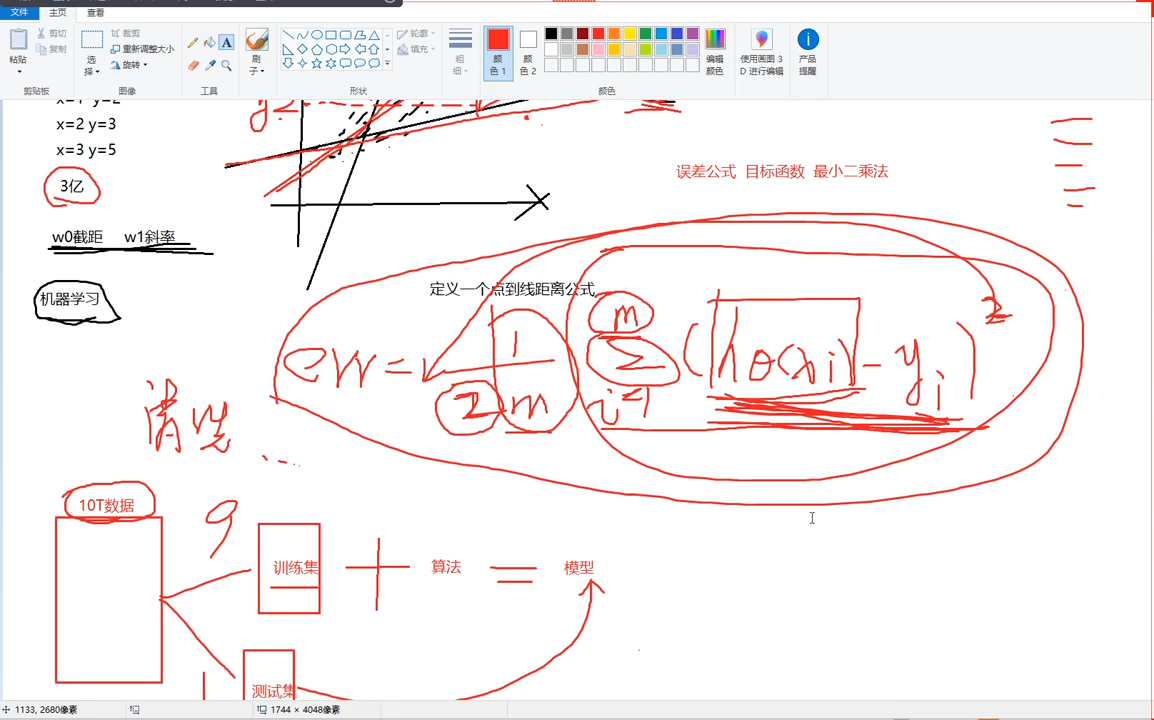 文件 主页 查看
剪切
复制
粘贴
裁剪
重新调整大小
旋转
选择
A
刷子
轮廓
填充
粗细
颜色 1
颜色 2
编辑颜色
使用画图 3D 进行编辑
产品提醒
剪贴板 图像 工具 形状 颜色
x=2 y=3
x=3 y=5
3亿
误差公式 目标函数 最小二乘法
w0截距 w1斜率
机器学习
定义一个点到线距离公式
err = 1/2m m Σ i=1 (hθ(xi) - yi)2
清洗
10T数据
9
训练集 + 算法 = 模型
测试集
1133, 2680像素 1744 × 4048像素